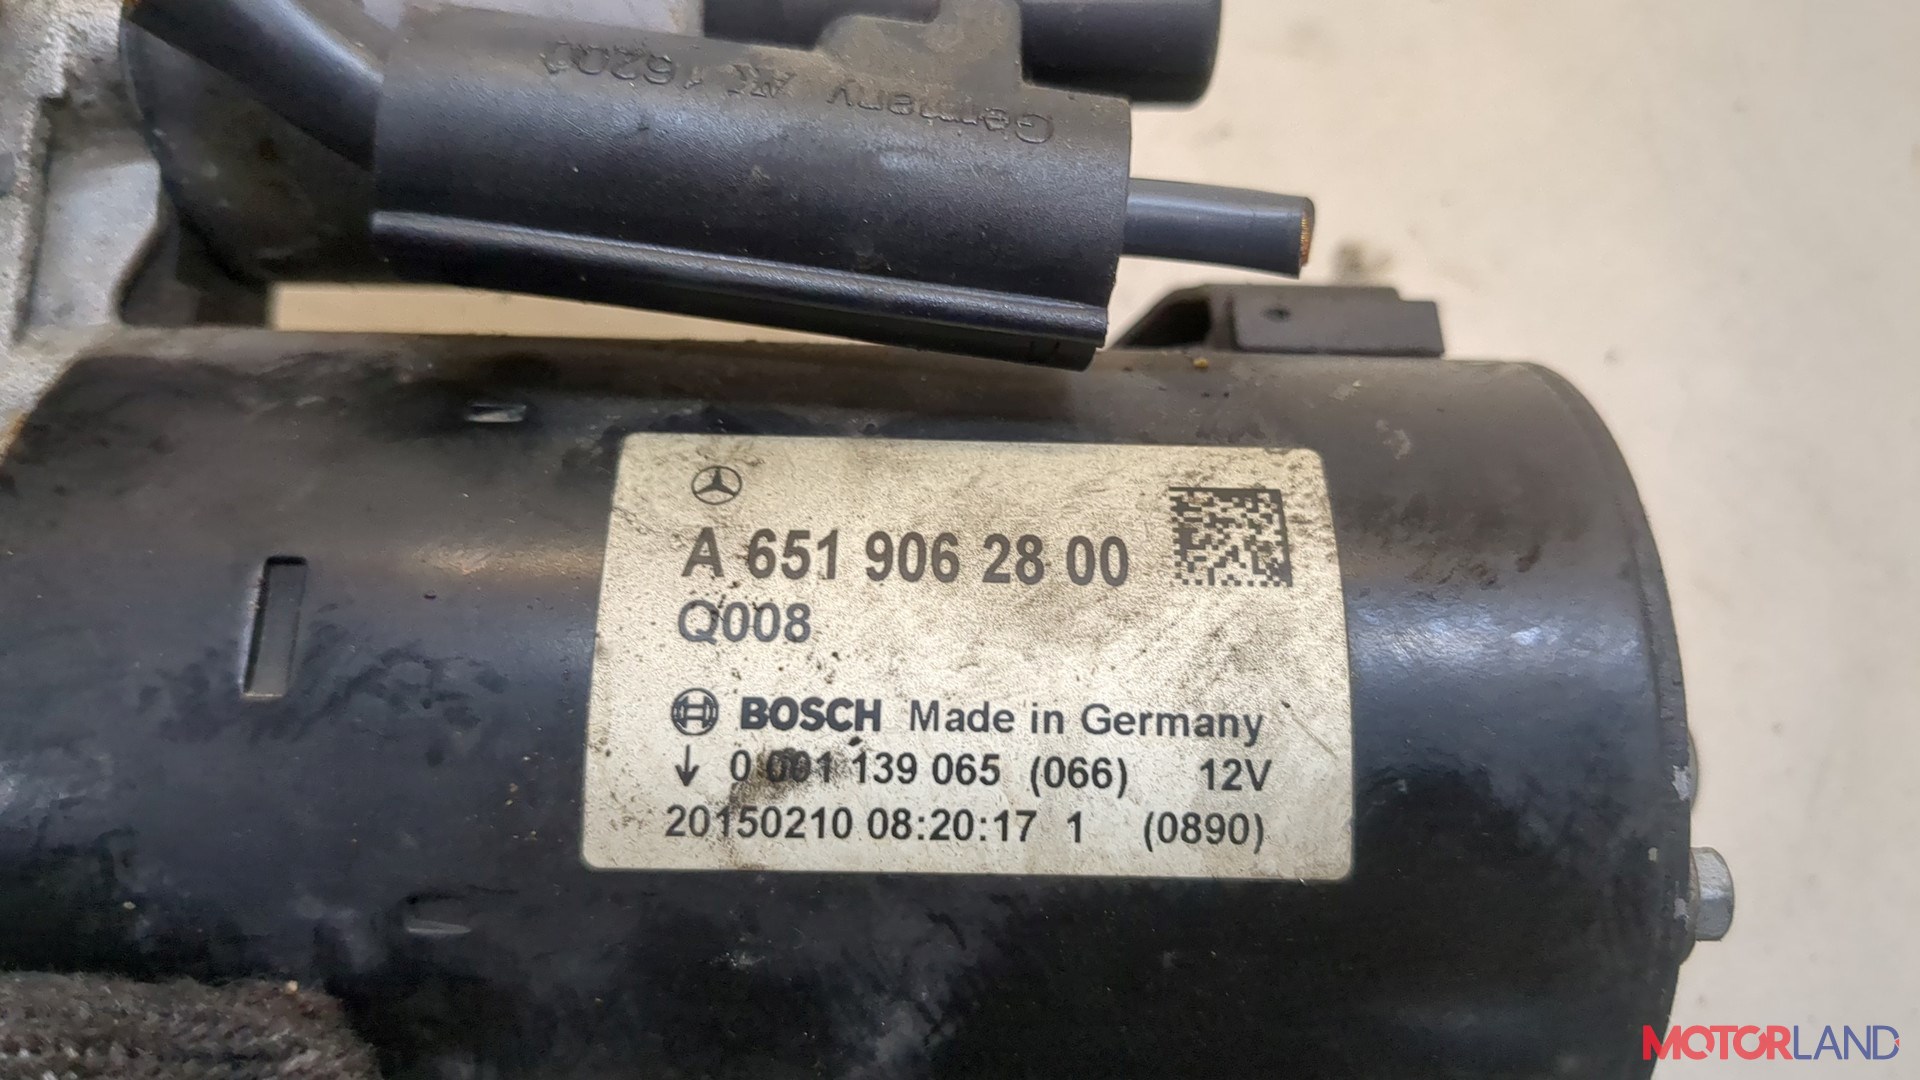 Germany
A 651 906 28 00
Q008
BOSCH Made in Germany
0 001 139 065 (066) 12V
20150210 08:20:17 1 (0890)
MOTORLAND